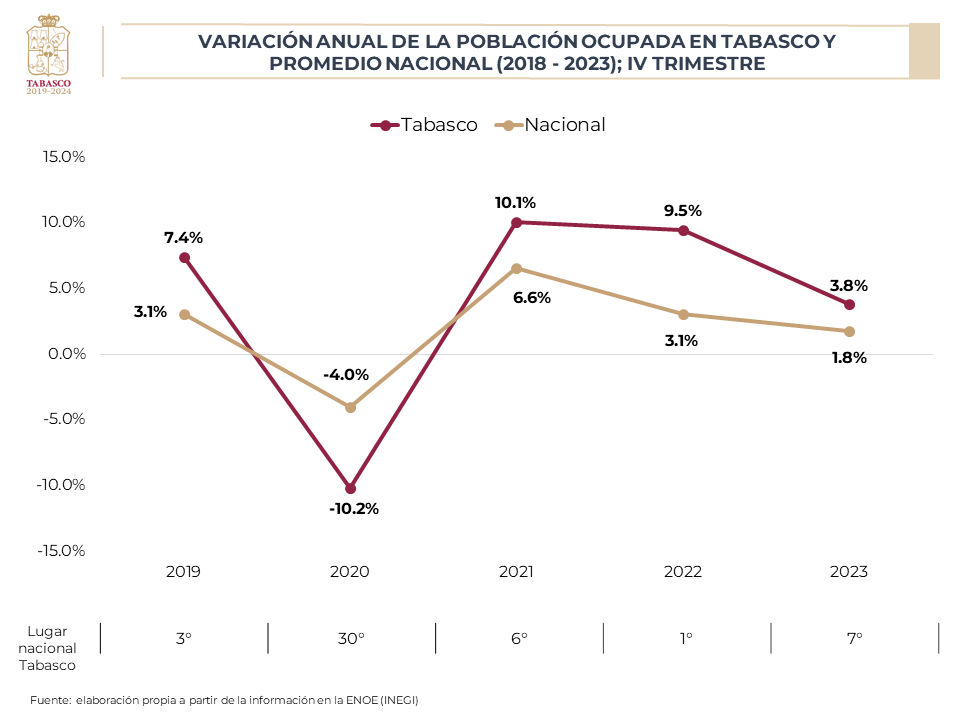 TABASCO
2019-2024
VARIACIÓN ANUAL DE LA POBLACIÓN OCUPADA EN TABASCO Y
PROMEDIO NACIONAL (2018 - 2023); IV TRIMESTRE
Tabasco Nacional
15.0%
10.0%
5.0%
0.0%
-5.0%
-10.0%
-15.0%
7.4%
3.1%
-4.0%
-10.2%
10.1%
6.6%
9.5%
3.1%
3.8%
1.8%
2019 2020 2021 2022 2023
Lugar
nacional
Tabasco
3° 30° 6° 1° 7°
Fuente: elaboración propia a partir de la información en la ENOE (INEGI)